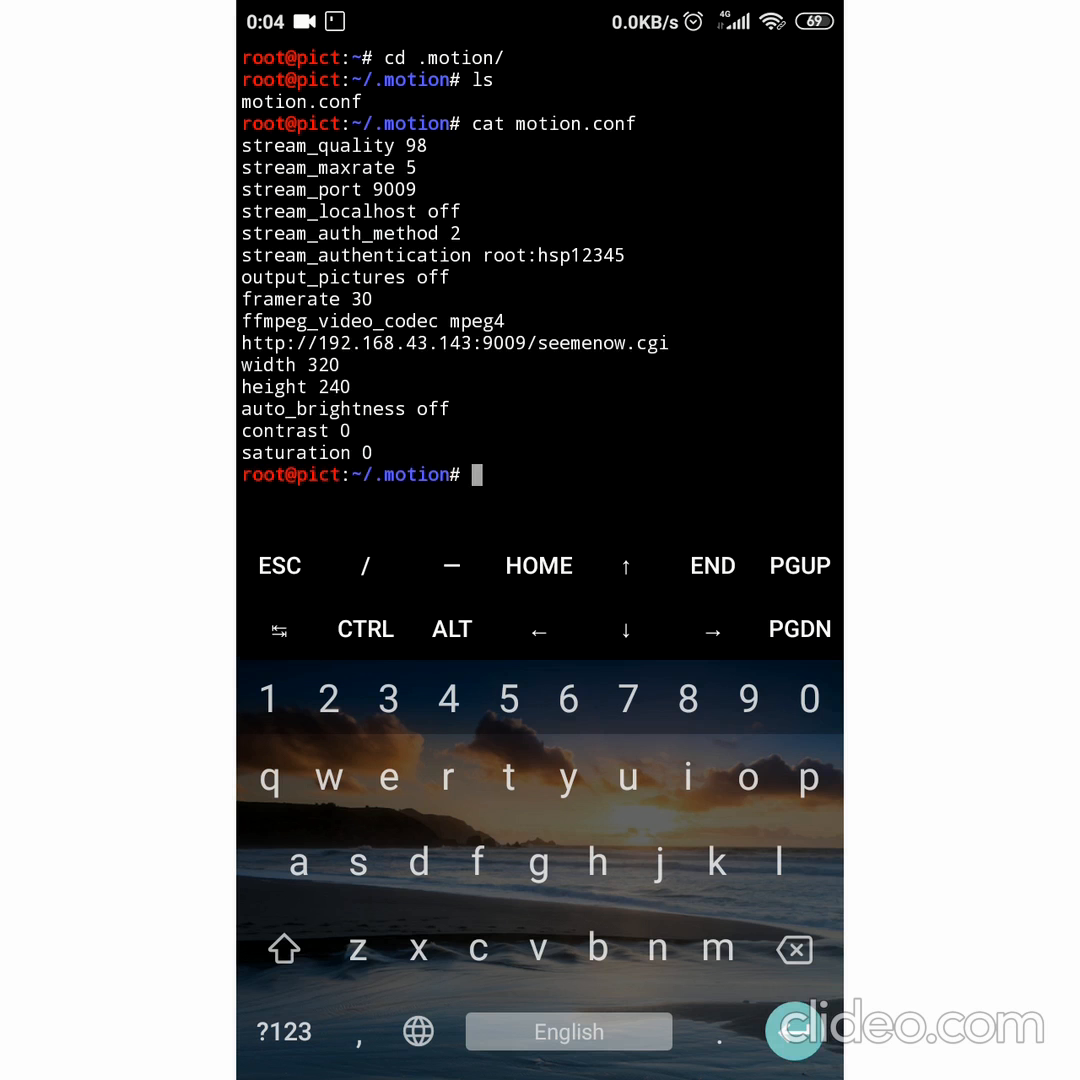 0:04 0.0KB/s 4G 69
root@pict:~# cd .motion/
root@pict:~/.motion# ls
motion.conf
root@pict:~/.motion# cat motion.conf
stream_quality 98
stream_maxrate 5
stream_port 9009
stream_localhost off
stream_auth_method 2
stream_authentication root:hsp12345
output_pictures off
framerate 30
ffmpeg_video_codec mpeg4
http://192.168.43.143:9009/seemenow.cgi
width 320
height 240
auto_brightness off
contrast 0
saturation 0
root@pict:~/.motion#
ESC / — HOME ↑ END PGUP
↹ CTRL ALT ← ↓ → PGDN
1 2 3 4 5 6 7 8 9 0
q w e r t y u i o p
a s d f g h j k l
z x c v b n m
?123 , English .
clideo.com